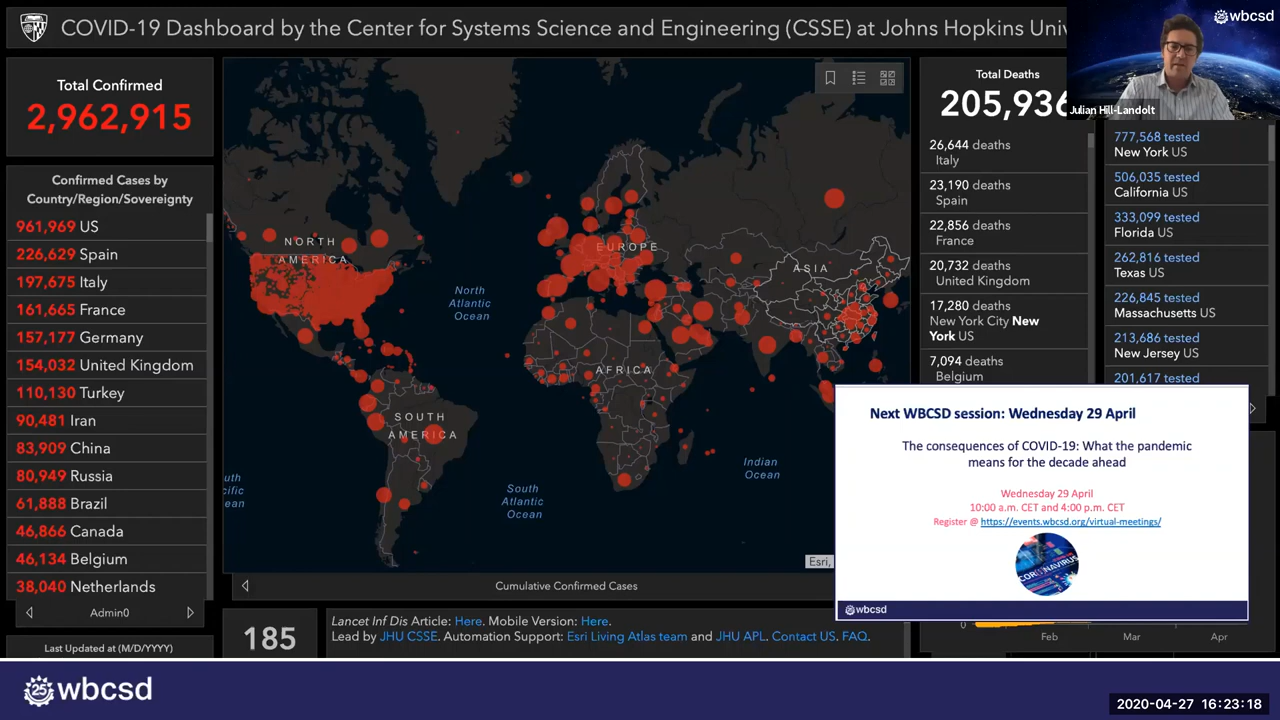 COVID-19 Dashboard by the Center for Systems Science and Engineering (CSSE) at Johns Hopkins
wbcsd
Julian Hill-Landolt
Total Confirmed
2,962,915
Confirmed Cases by
Country/Region/Sovereignty
961,969 US
226,629 Spain
197,675 Italy
161,665 France
157,177 Germany
154,032 United Kingdom
110,130 Turkey
90,481 Iran
83,909 China
80,949 Russia
61,888 Brazil
46,866 Canada
46,134 Belgium
38,040 Netherlands
Admin0
Last Updated at (M/D/YYYY)
NORTH
AMERICA
EUROPE
ASIA
North
Atlantic
Ocean
AFRICA
SOUTH
AMERICA
South
Atlantic
Ocean
Indian
Ocean
Esri,
Cumulative Confirmed Cases
185
Lancet Inf Dis Article: Here. Mobile Version: Here.
Lead by JHU CSSE. Automation Support: Esri Living Atlas team and JHU APL. Contact US. FAQ.
Total Deaths
205,936
26,644 deaths
Italy
23,190 deaths
Spain
22,856 deaths
France
20,732 deaths
United Kingdom
17,280 deaths
New York City New
York US
7,094 deaths
Belgium
777,568 tested
New York US
506,035 tested
California US
333,099 tested
Florida US
262,816 tested
Texas US
226,845 tested
Massachusetts US
213,686 tested
New Jersey US
201,617 tested
Next WBCSD session: Wednesday 29 April
The consequences of COVID-19: What the pandemic
means for the decade ahead
Wednesday 29 April
10:00 a.m. CET and 4:00 p.m. CET
Register @ https://events.wbcsd.org/virtual-meetings/
CORONAVIRUS
wbcsd
0
Feb Mar Apr
25 wbcsd
2020-04-27 16:23:18